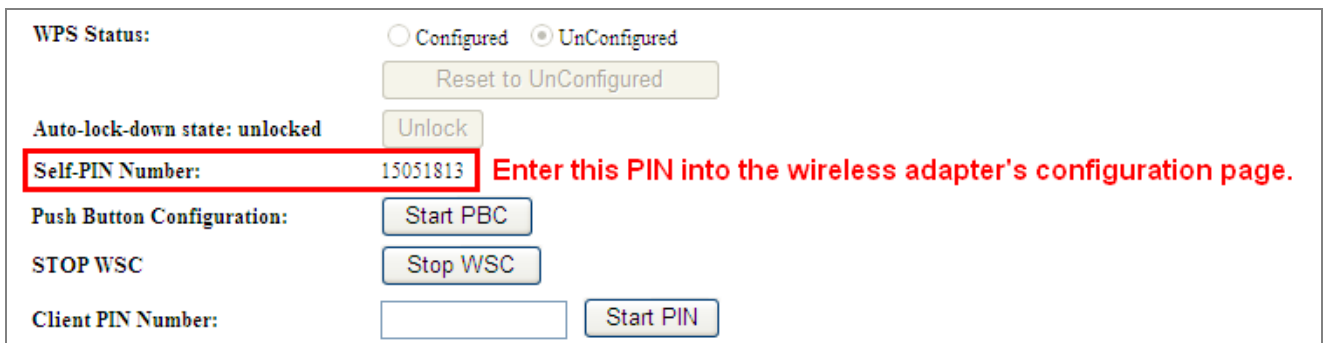 WPS Status: Configured UnConfigured
Reset to UnConfigured
Auto-lock-down state: unlocked Unlock
Self-PIN Number: 15051813 Enter this PIN into the wireless adapter's configuration page.
Push Button Configuration: Start PBC
STOP WSC Stop WSC
Client PIN Number: Start PIN